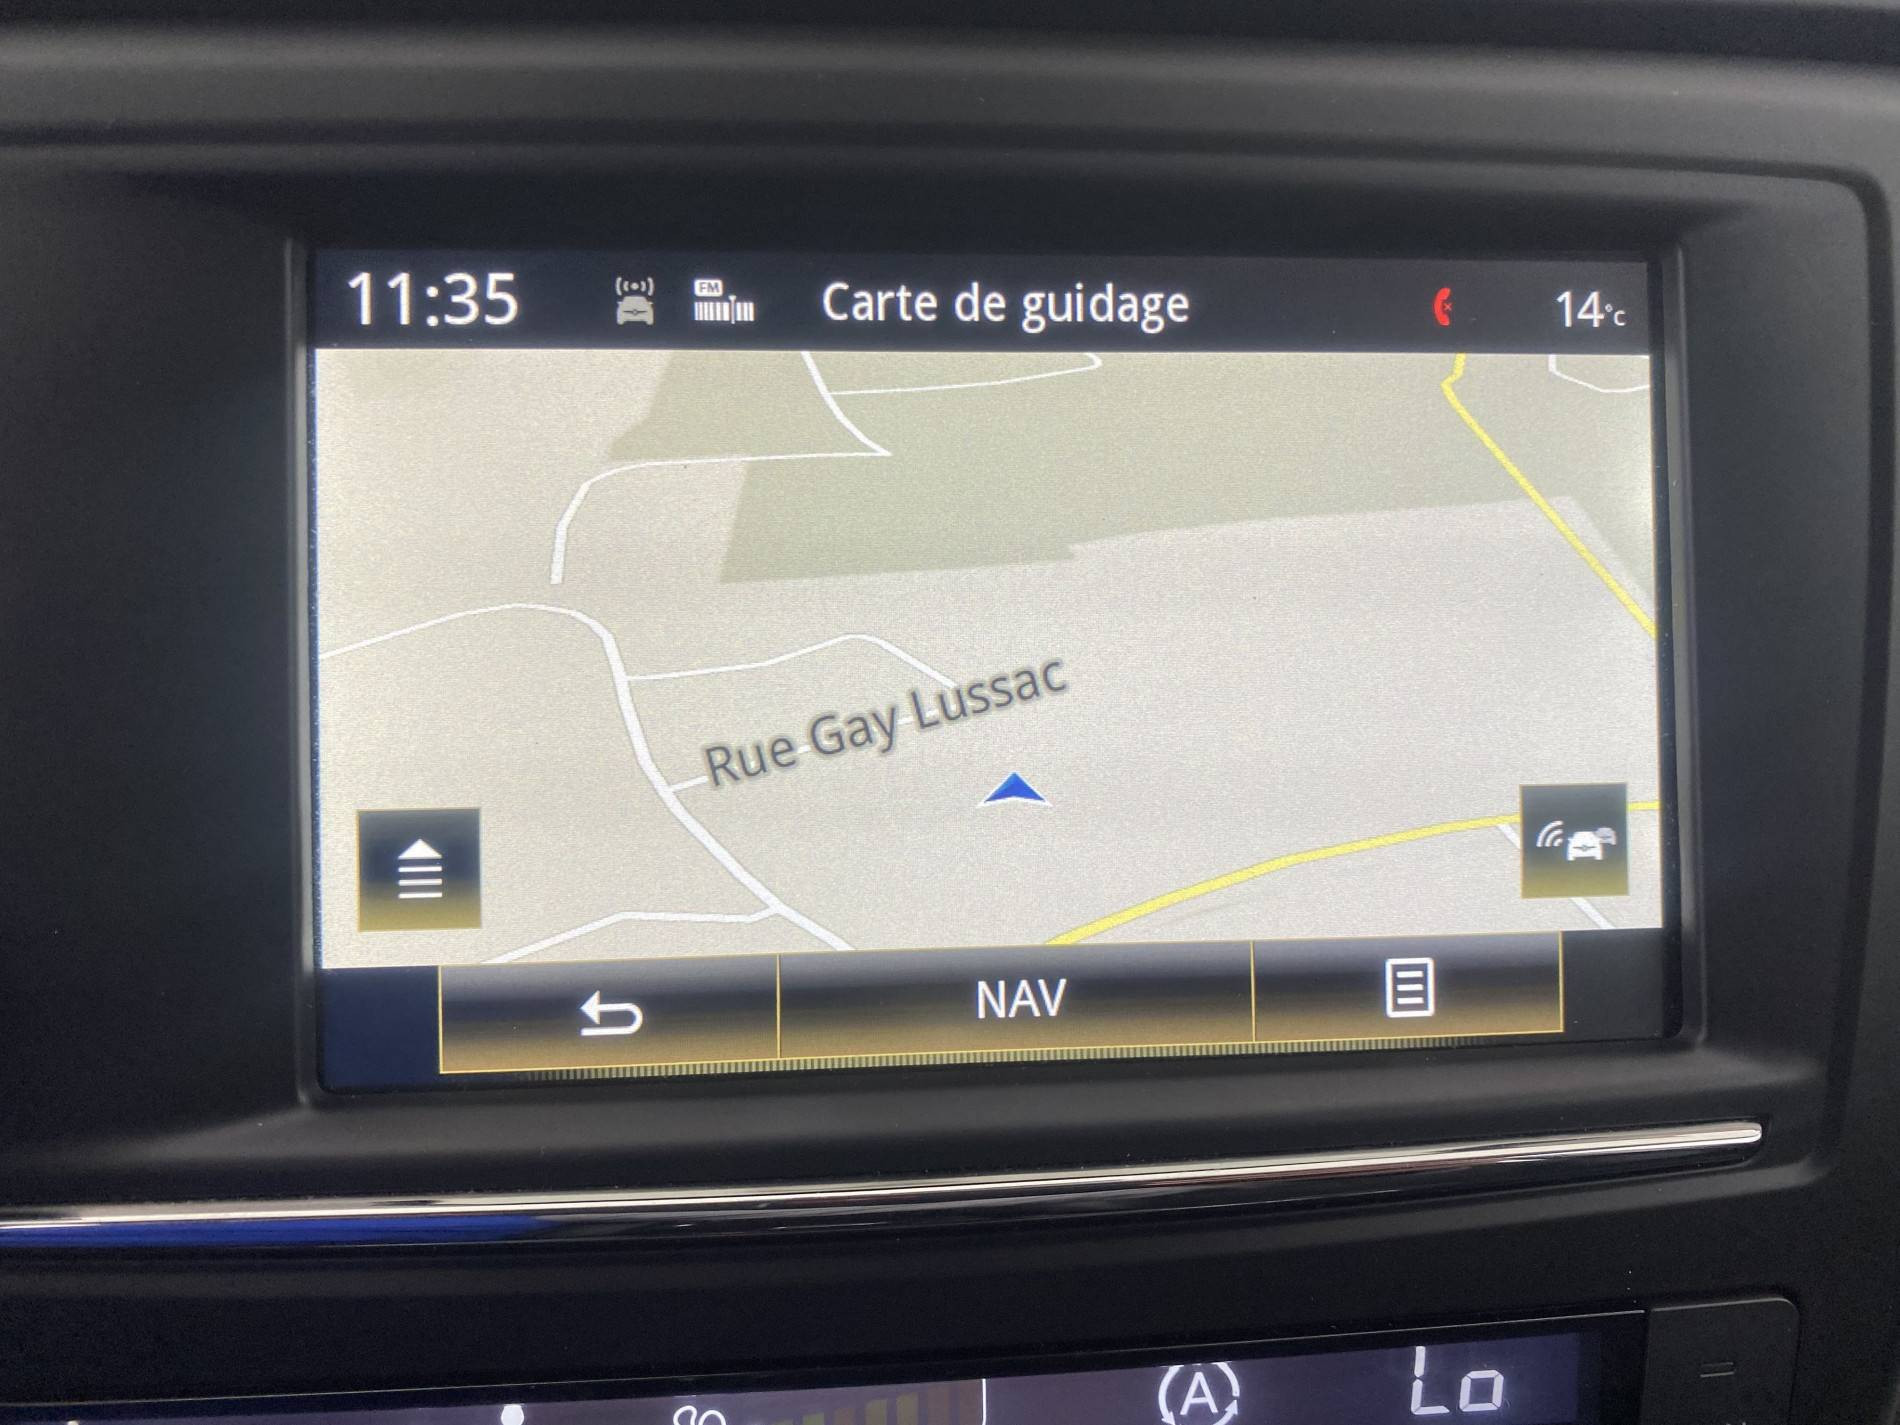 11:35 FM Carte de guidage 14°C
Rue Gay Lussac
NAV
A Lo